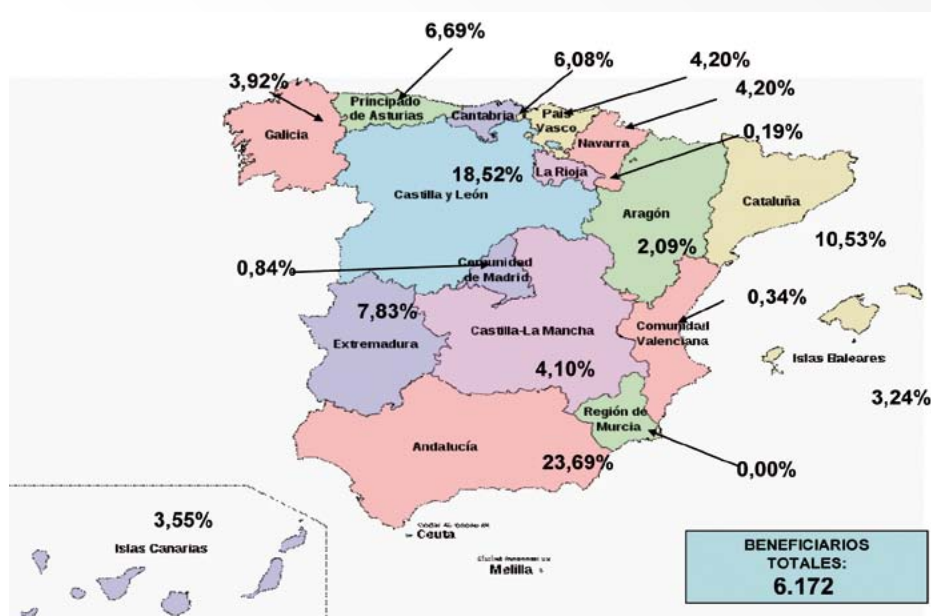 6,69%
6,08%
4,20%
3,92%
4,20%
Principado
de Asturias
Cantabria
País
Vasco
Galicia
Navarra
0,19%
18,52%
La Rioja
Castilla y León
Cataluña
Aragón
10,53%
2,09%
0,84%
Comunidad
de Madrid
0,34%
7,83%
Castilla-La Mancha
Comunidad
Valenciana
Extremadura
Islas Baleares
4,10%
3,24%
Región de
Murcia
Andalucía
23,69%
0,00%
3,55%
Islas Canarias
Ceuta
Melilla
BENEFICIARIOS
TOTALES:
6.172